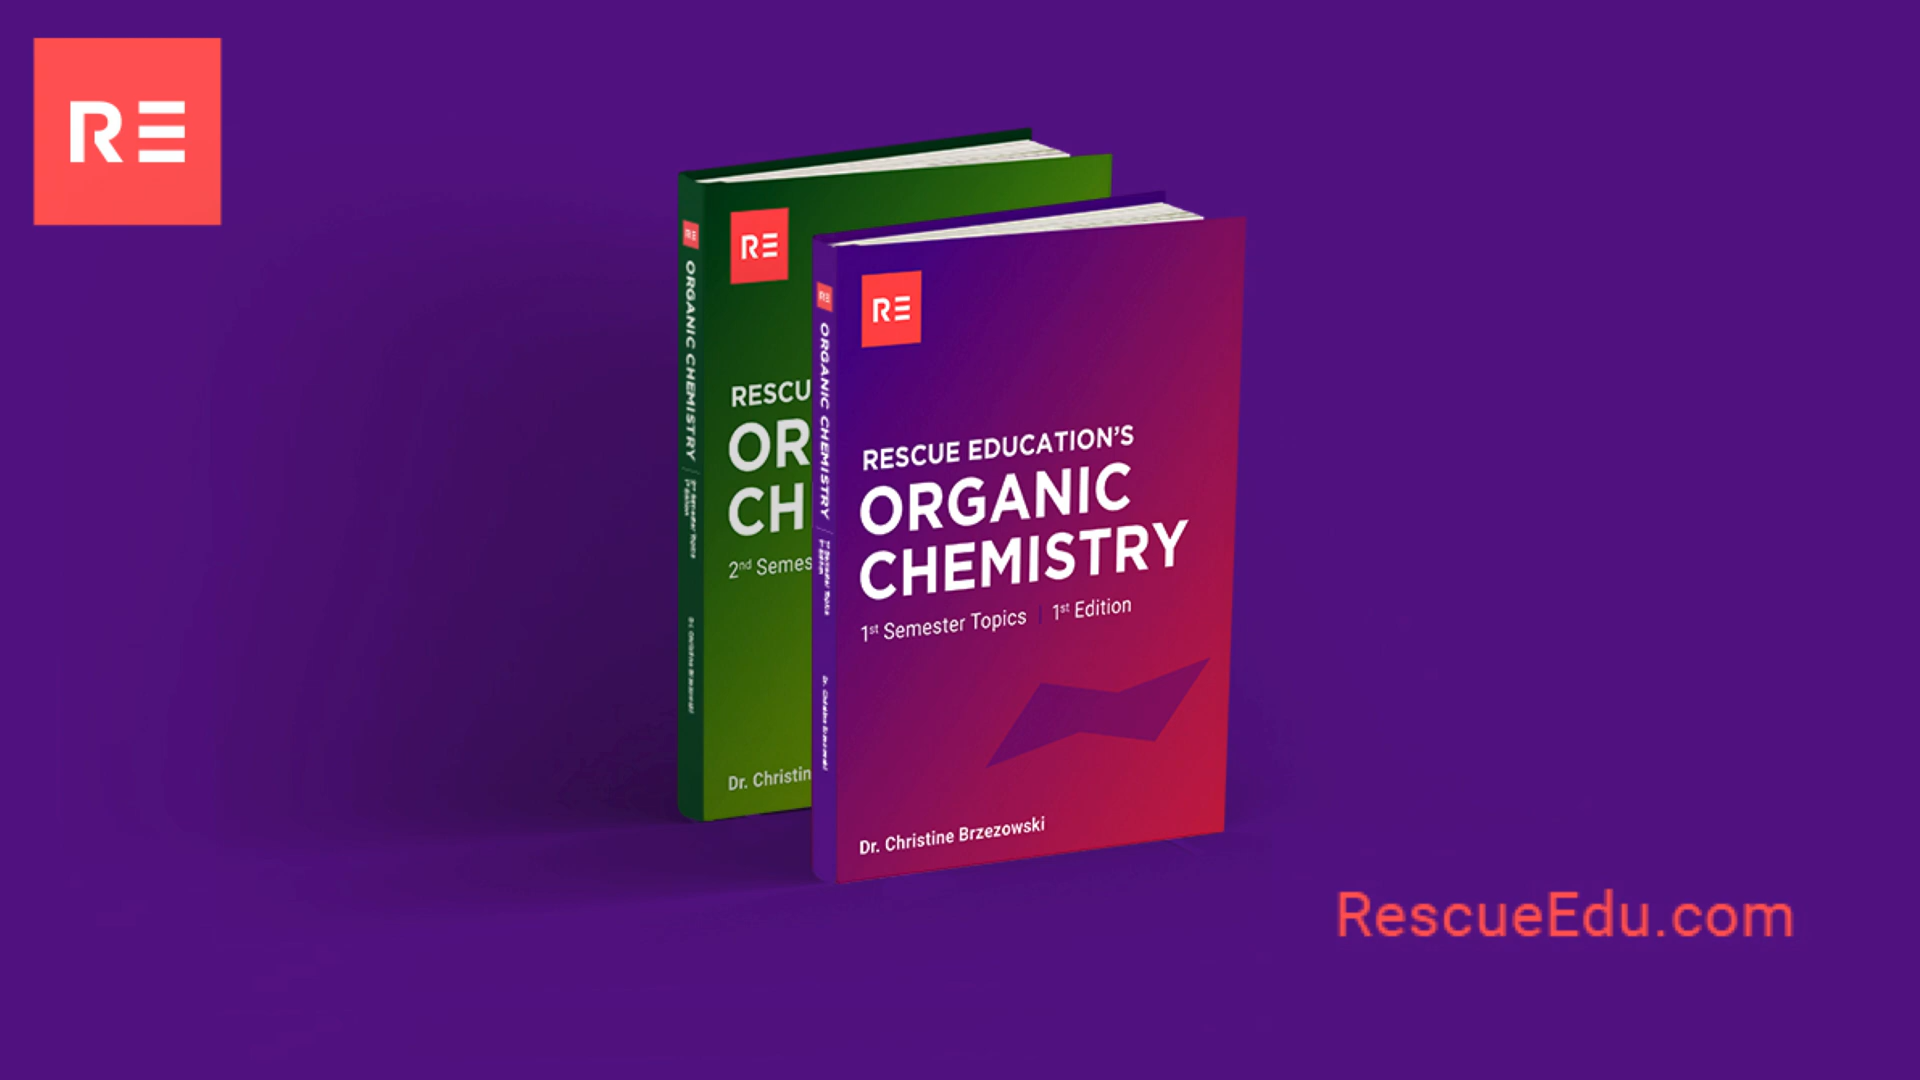 RE
RE
RE
ORGANIC CHEMISTRY
RESCU
OR
CH
2nd Semes
Dr. Christin
RE
RE
ORGANIC CHEMISTRY
RESCUE EDUCATION'S
ORGANIC
CHEMISTRY
1st Semester Topics | 1st Edition
Dr. Christine Brzezowski
RescueEdu.com